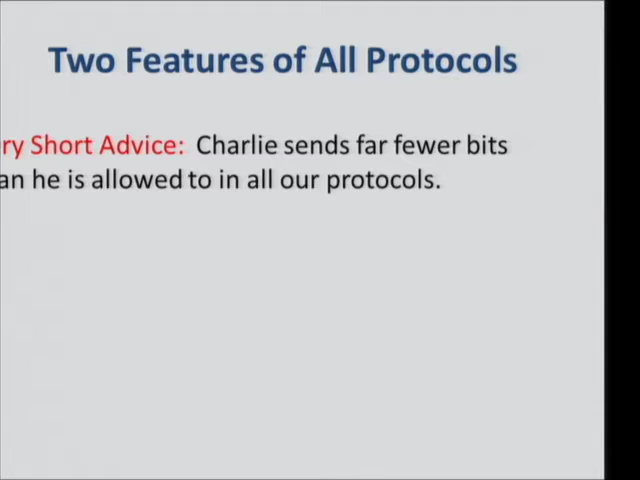 Two Features of All Protocols
ry Short Advice: Charlie sends far fewer bits
an he is allowed to in all our protocols.